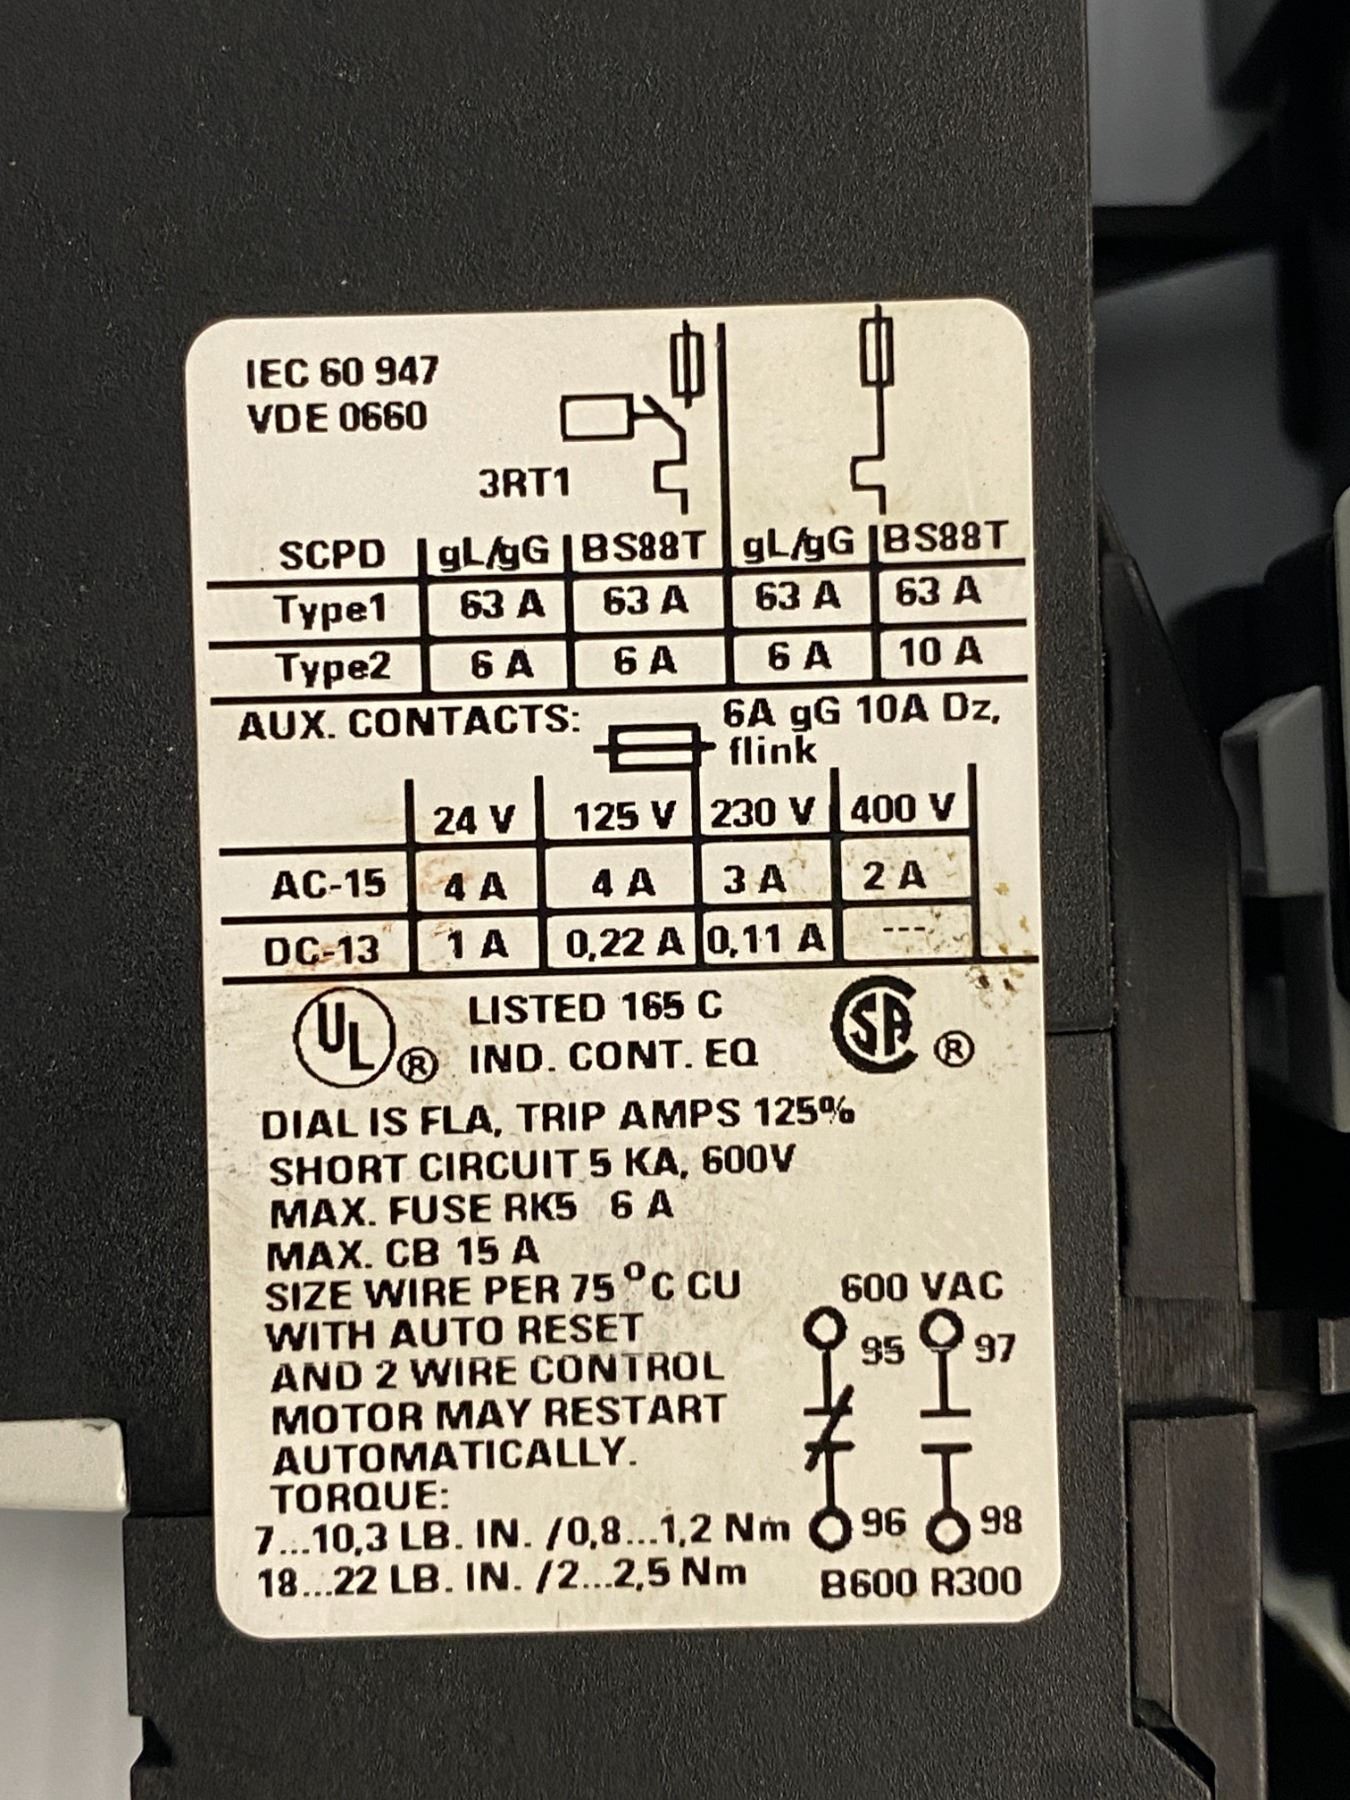 IEC 60 947
VDE 0660
3RT1
SCPD gL/gG BS88T gL/gG BS88T
Type1 63 A 63 A 63 A 63 A
Type2 6 A 6 A 6 A 10 A
AUX. CONTACTS: 6A gG 10A Dz,
flink
24 V 125 V 230 V 400 V
AC-15 4 A 4 A 3 A 2 A
DC-13 1 A 0,22 A 0,11 A ---
UL ® LISTED 165 C SA ®
IND. CONT. EQ
DIAL IS FLA, TRIP AMPS 125%
SHORT CIRCUIT 5 KA, 600V
MAX. FUSE RK5 6 A
MAX. CB 15 A
SIZE WIRE PER 75 °C CU
WITH AUTO RESET
AND 2 WIRE CONTROL
MOTOR MAY RESTART
AUTOMATICALLY.
TORQUE:
7...10,3 LB. IN. /0,8...1,2 Nm
18...22 LB. IN. /2...2,5 Nm
600 VAC
95 97
96 98
B600 R300